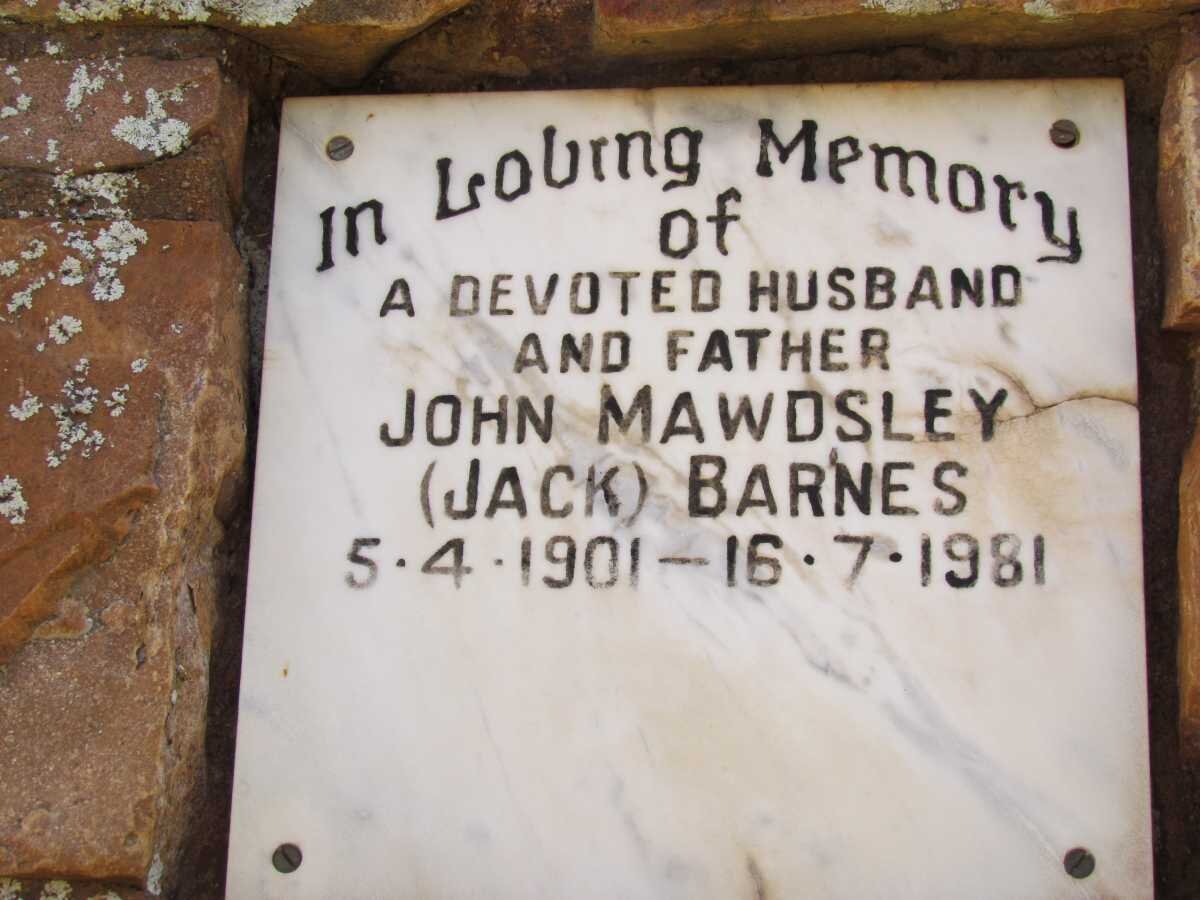 In Loving Memory
of
A DEVOTED HUSBAND
AND FATHER
JOHN MAWDSLEY
(JACK) BARNES
5·4·1901–16·7·1981